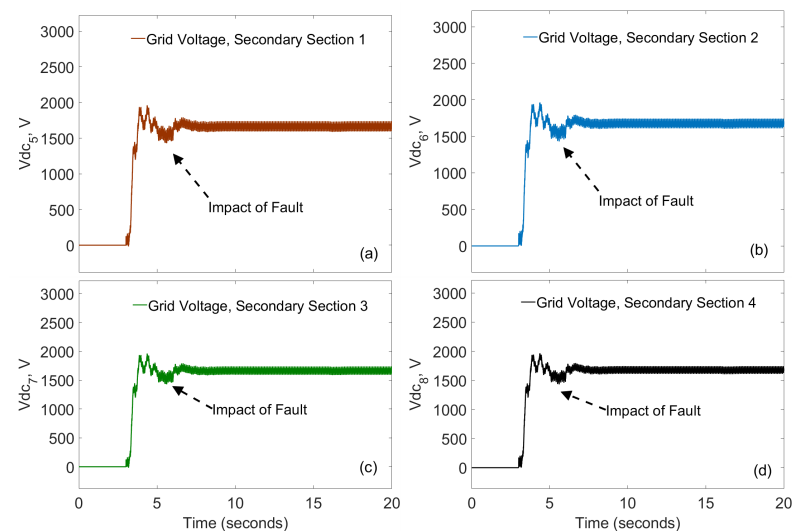 Grid Voltage, Secondary Section 1
3000
2500
2000
1500
1000
500
0
Vdc5, V
Impact of Fault
(a)
Grid Voltage, Secondary Section 2
3000
2500
2000
1500
1000
500
0
Vdc6, V
Impact of Fault
(b)
Grid Voltage, Secondary Section 3
3000
2500
2000
1500
1000
500
0
Vdc7, V
Impact of Fault
(c)
0 5 10 15 20
Time (seconds)
Grid Voltage, Secondary Section 4
3000
2500
2000
1500
1000
500
0
Vdc8, V
Impact of Fault
(d)
0 5 10 15 20
Time (seconds)